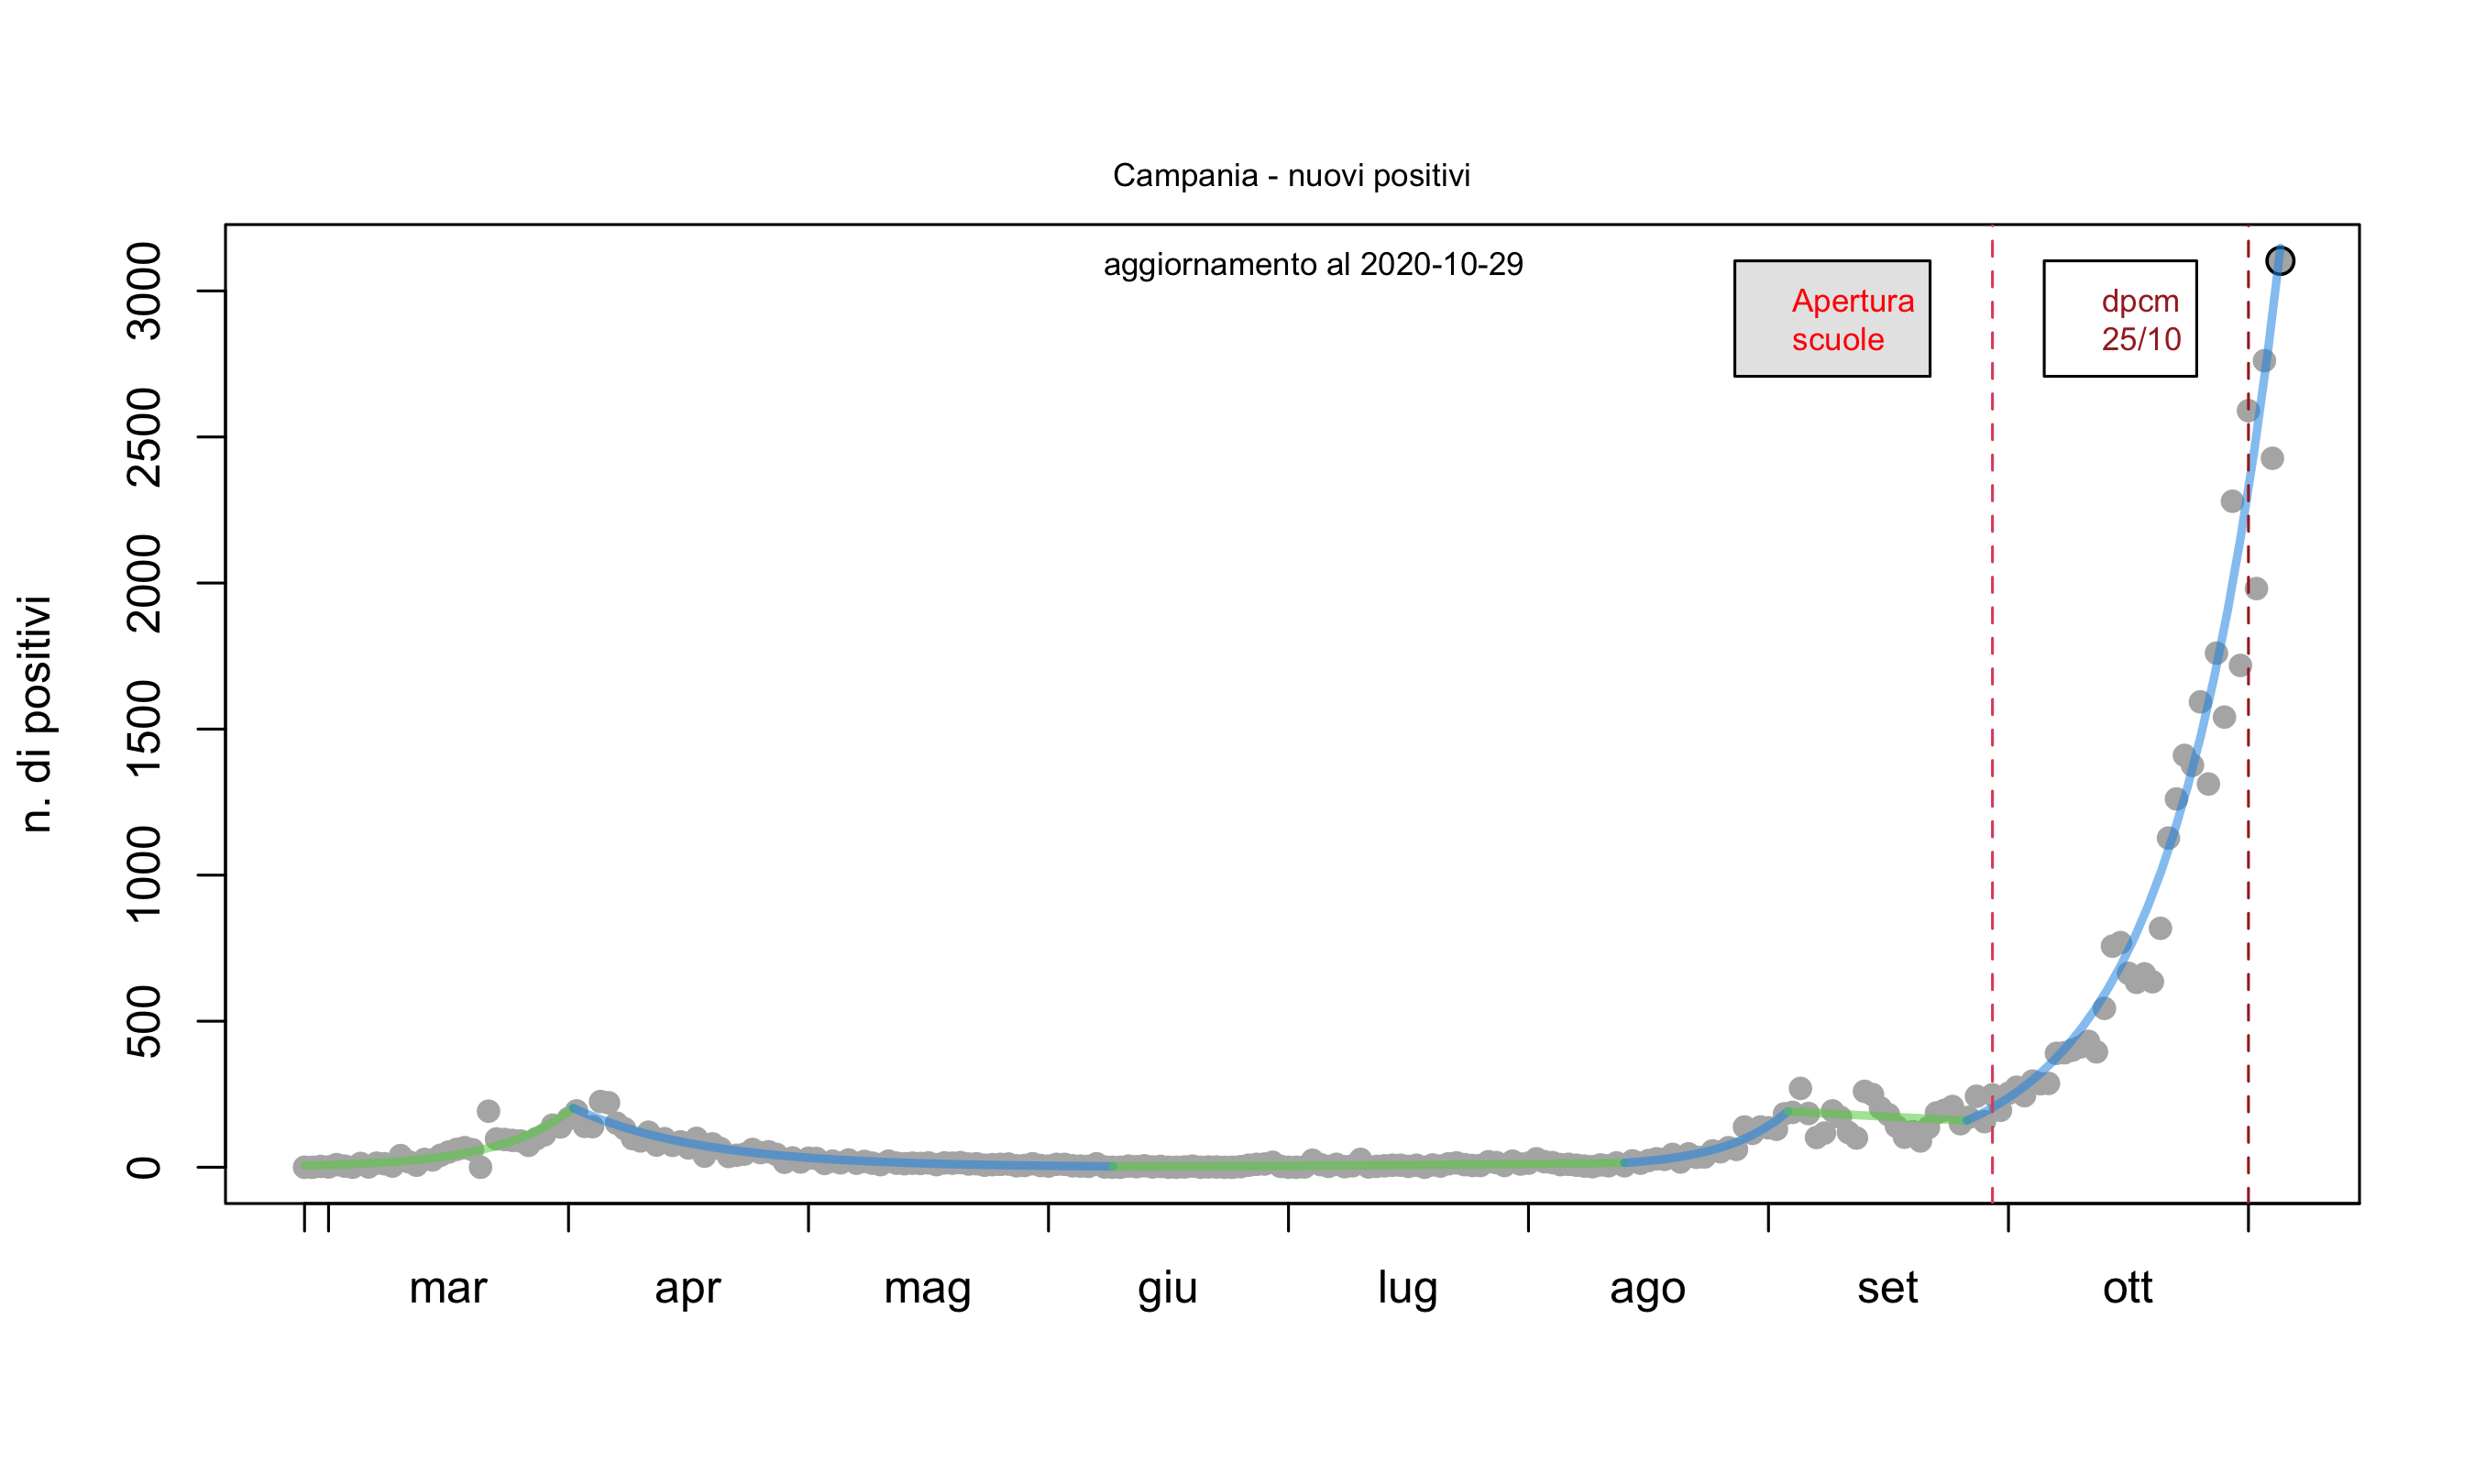 Campania - nuovi positivi
aggiornamento al 2020-10-29
Apertura
scuole
dpcm
25/10
n. di positivi
3000
2500
2000
1500
1000
500
0
mar apr mag giu lug ago set ott